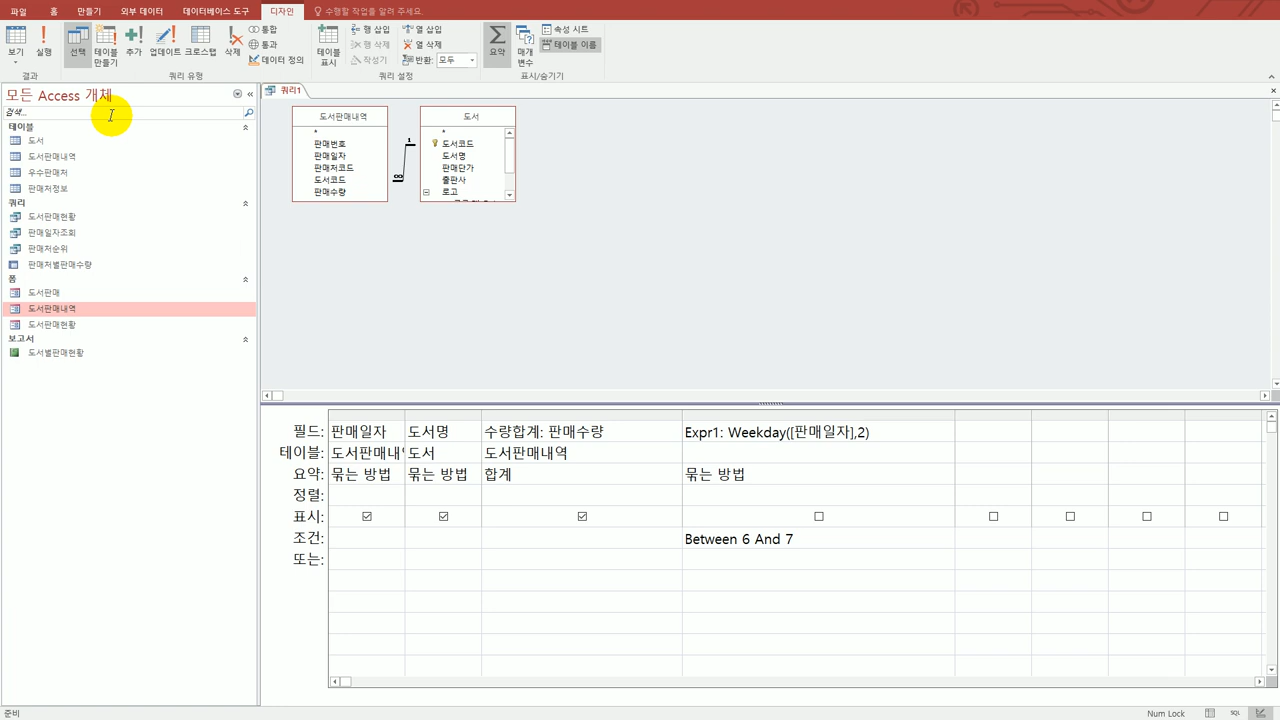 파일 홈 만들기 외부 데이터 데이터베이스 도구 디자인 수행할 작업을 알려 주세요.
보기 실행 선택 테이블 만들기 추가 업데이트 크로스탭 삭제
통합
통과
데이터 정의
테이블 표시
행 삽입
행 삭제
작성기
열 삽입
열 삭제
반환: 모두
요약 매개 변수
속성 시트
테이블 이름
결과 쿼리 유형 쿼리 설정 표시/숨기기
모든 Access 개체
검색...
테이블
도서
도서판매내역
우수판매처
판매처정보
쿼리
도서판매현황
판매일자조회
판매처순위
판매처별판매수량
폼
도서판매
도서판매내역
도서판매현황
보고서
도서별판매현황
쿼리1
도서판매내역
*
판매번호
판매일자
판매처코드
도서코드
판매수량
1
∞
도서
*
도서코드
도서명
판매단가
출판사
로고
필드: 판매일자 도서명 수량합계: 판매수량 Expr1: Weekday([판매일자],2)
테이블: 도서판매내역 도서 도서판매내역
요약: 묶는 방법 묶는 방법 합계 묶는 방법
정렬:
표시:
조건: Between 6 And 7
또는:
준비 Num Lock SQL